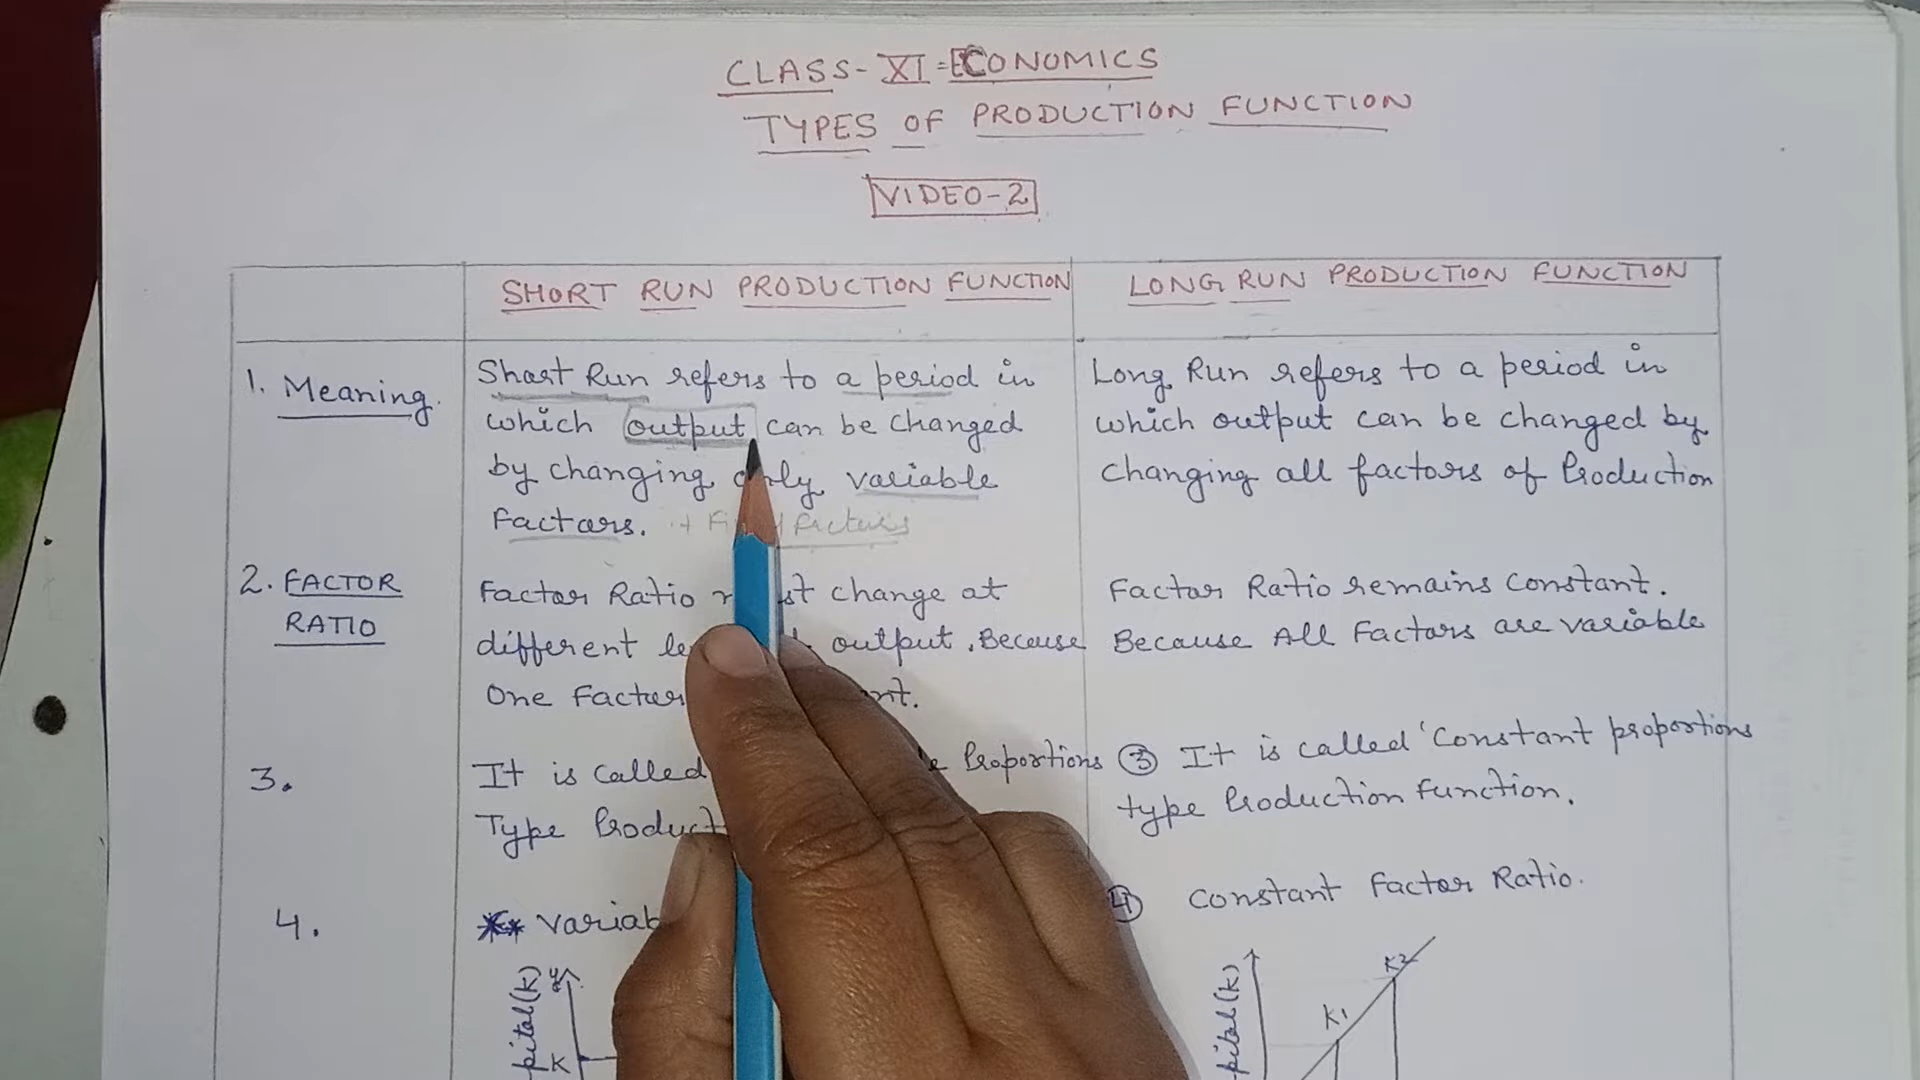 CLASS- XI = ECONOMICS
TYPES OF PRODUCTION FUNCTION
VIDEO-2
SHORT RUN PRODUCTION FUNCTION
LONG RUN PRODUCTION FUNCTION
1. Meaning.
Short Run refers to a period in
which output can be changed
by changing only variable
Factors. + factors
Long Run refers to a period in
which output can be changed by
changing all factors of Production
2. FACTOR
RATIO
Factor Ratio change at
different output. Because
One Factor
Factor Ratio remains constant.
Because All Factors are variable
3.
It is called Proportions
Type
③ It is called 'Constant proportions
type Production function.
4.
④ Constant Factor Ratio.
K
K1
K2